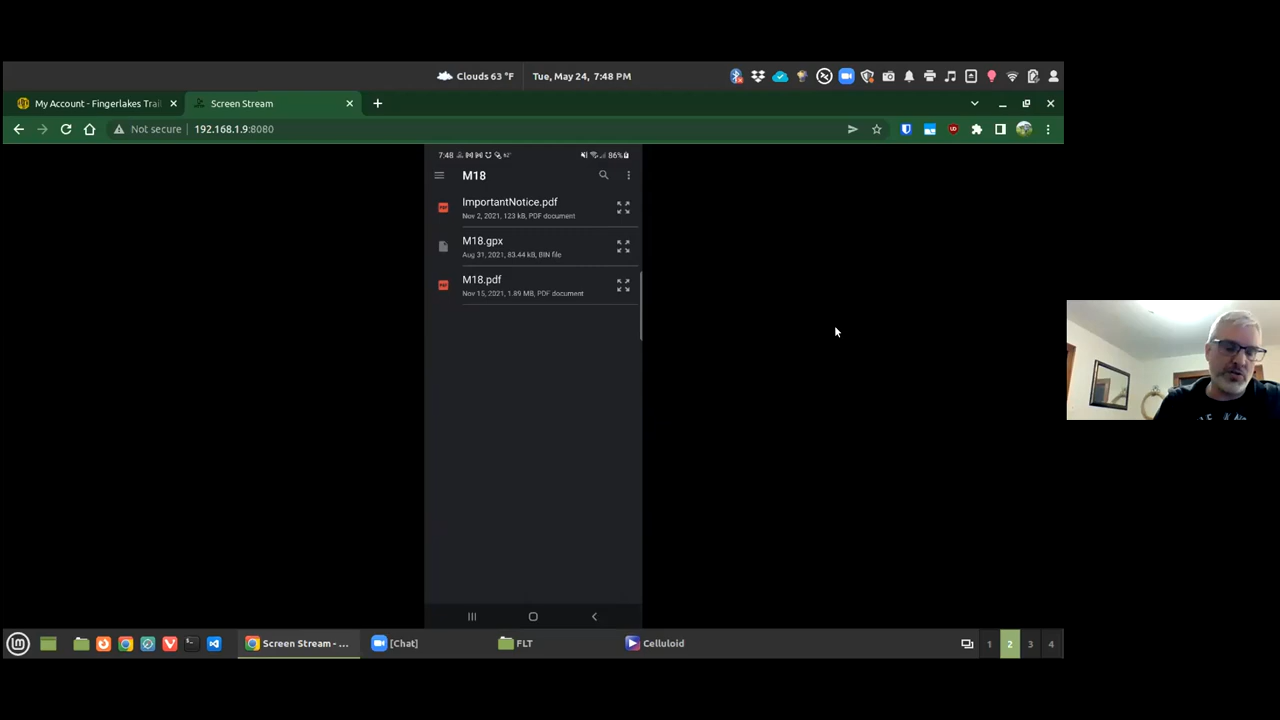 Clouds 63 °F
Tue, May 24, 7:48 PM
My Account - Fingerlakes Trail
Screen Stream
Not secure
192.168.1.9:8080
7:48
86%
M18
ImportantNotice.pdf
Nov 2, 2021, 123 kB, PDF document
M18.gpx
Aug 31, 2021, 83.44 kB, BIN file
M18.pdf
Nov 15, 2021, 1.89 MB, PDF document
Screen Stream - ...
[Chat]
FLT
Celluloid
1
2
3
4